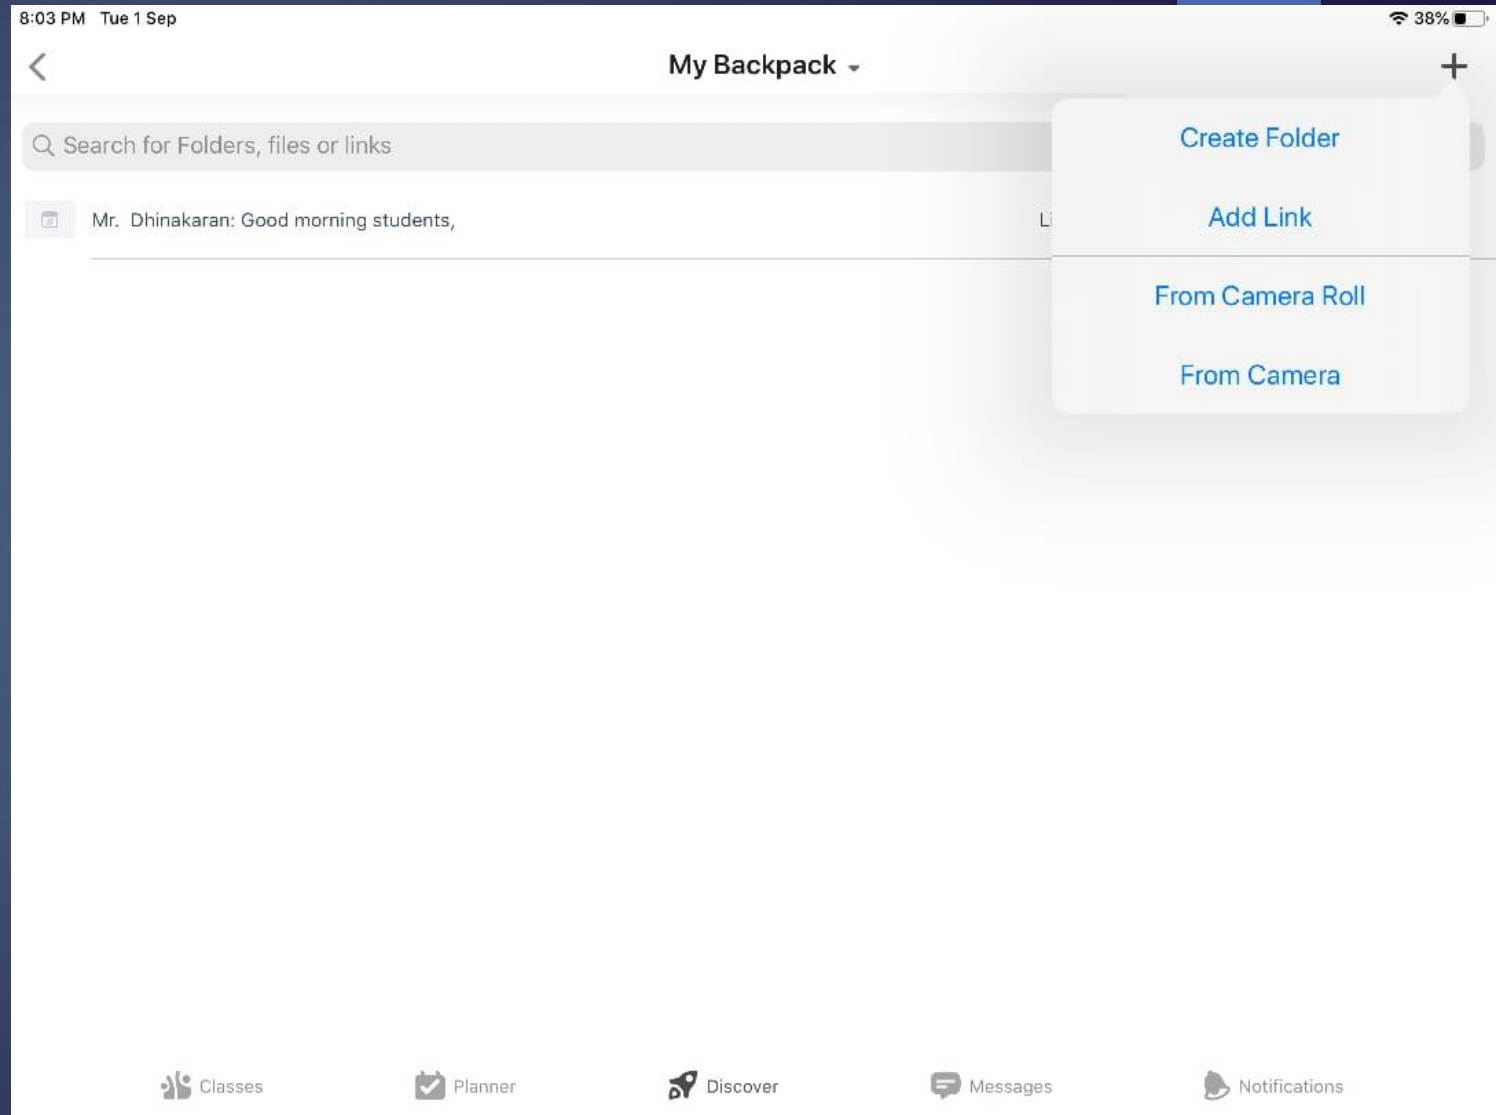 8:03 PM Tue 1 Sep 38%
My Backpack
Search for Folders, files or links
Mr. Dhinakaran: Good morning students,
Create Folder
Add Link
From Camera Roll
From Camera
Classes Planner Discover Messages Notifications